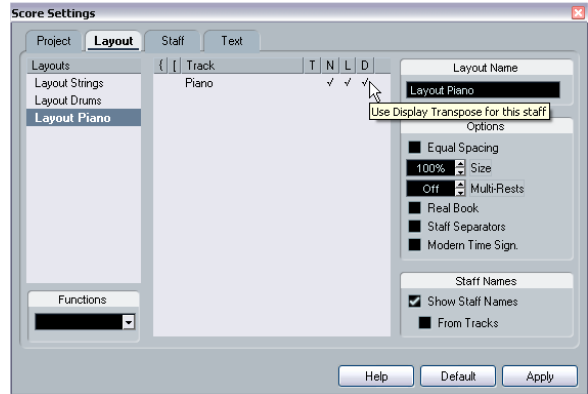 Score Settings
Project Layout Staff Text
Layouts
Layout Strings
Layout Drums
Layout Piano
Functions
{ [ Track T N L D
Piano √ √ √
Use Display Transpose for this staff
Layout Name
Layout Piano
Options
Equal Spacing
100% Size
Off Multi-Rests
Real Book
Staff Separators
Modern Time Sign.
Staff Names
Show Staff Names
From Tracks
Help Default Apply